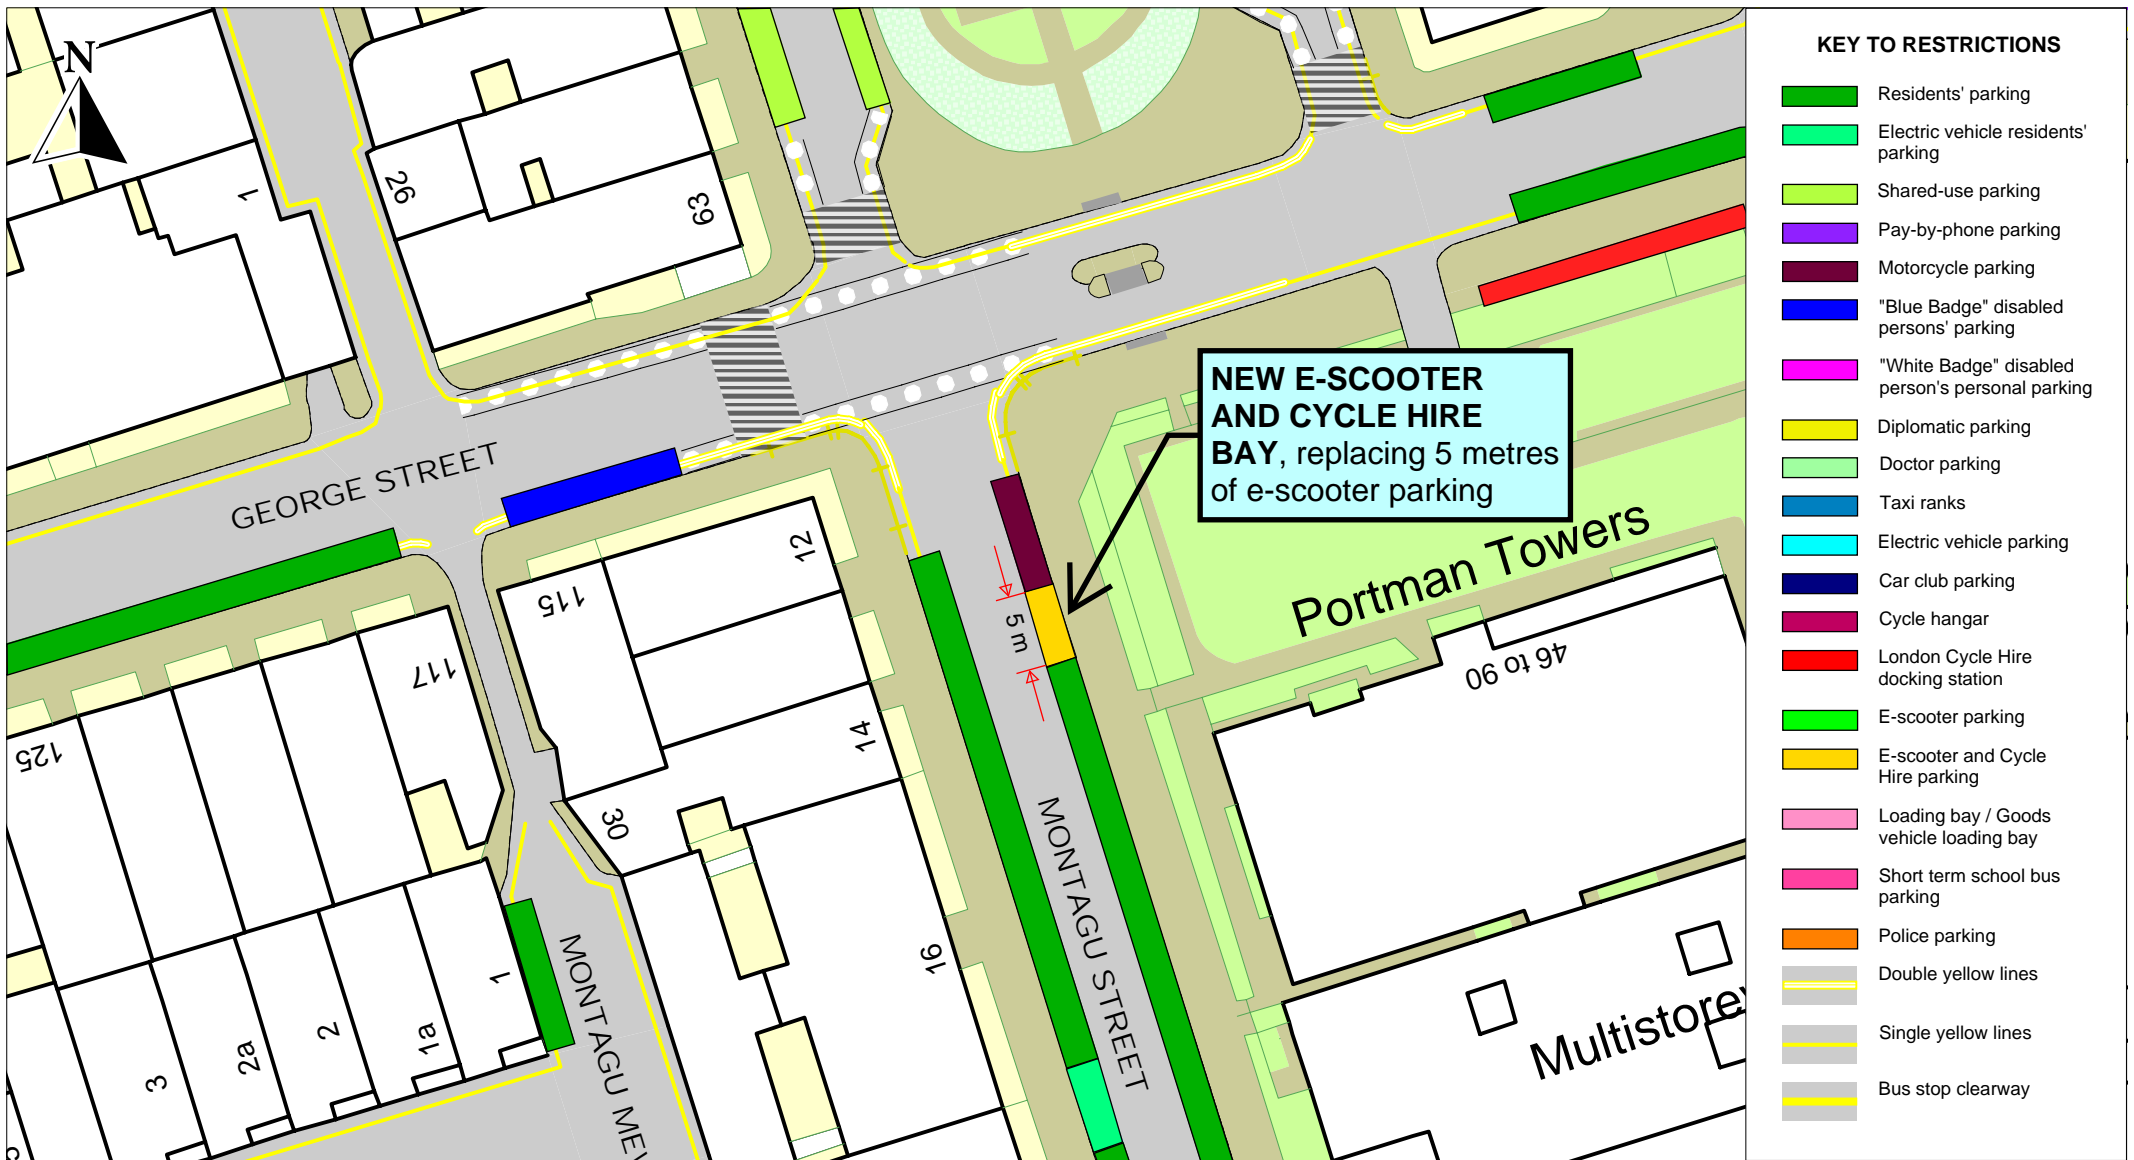 N
1
26
63
GEORGE STREET
NEW E-SCOOTER
AND CYCLE HIRE
BAY, replacing 5 metres
of e-scooter parking
Portman Towers
46 to 90
12
115
117
125
14
30
16
5 m
MONTAGU STREET
MONTAGU MEW
1
1a
2
2a
3
Multistorey
KEY TO RESTRICTIONS
Residents' parking
Electric vehicle residents'
parking
Shared-use parking
Pay-by-phone parking
Motorcycle parking
"Blue Badge" disabled
persons' parking
"White Badge" disabled
person's personal parking
Diplomatic parking
Doctor parking
Taxi ranks
Electric vehicle parking
Car club parking
Cycle hangar
London Cycle Hire
docking station
E-scooter parking
E-scooter and Cycle
Hire parking
Loading bay / Goods
vehicle loading bay
Short term school bus
parking
Police parking
Double yellow lines
Single yellow lines
Bus stop clearway